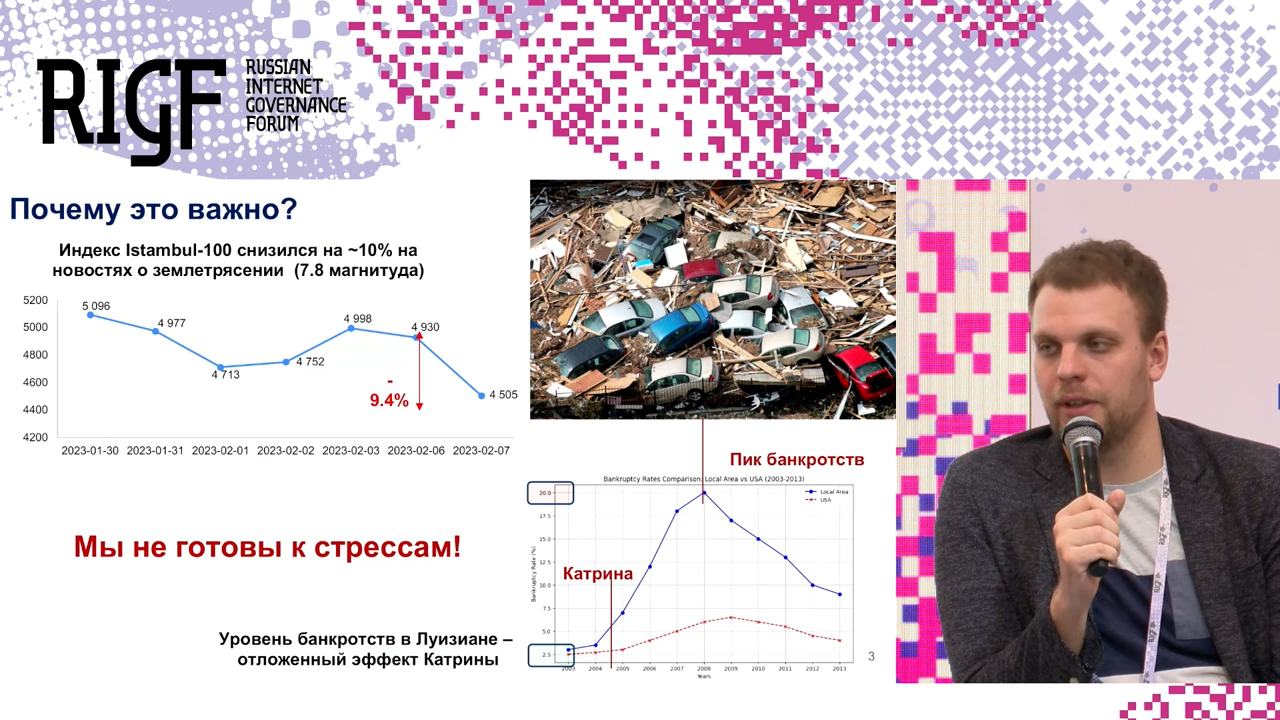 RIGF
RUSSIAN
INTERNET
GOVERNANCE
FORUM
Почему это важно?
Индекс Istambul-100 снизился на ~10% на
новостях о землетрясении (7.8 магнитуда)
5200
5000
4800
4600
4400
4200
5 096
4 977
4 713
4 752
4 998
4 930
4 505
-
9.4%
2023-01-30 2023-01-31 2023-02-01 2023-02-02 2023-02-03 2023-02-06 2023-02-07
Мы не готовы к стрессам!
Уровень банкротств в Луизиане –
отложенный эффект Катрины
Пик банкротств
Bankruptcy Rates Comparison: Local Area vs USA (2003-2013)
Local Area
USA
Bankruptcy Rate (%)
20.0
17.5
15.0
12.5
10.0
7.5
5.0
2.5
Катрина
2003 2004 2005 2006 2007 2008 2009 2010 2011 2012 2013
Years
3